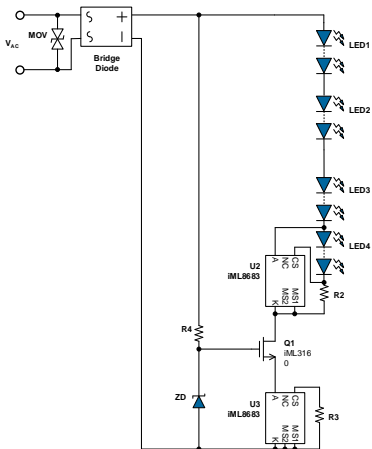 MOV
VAC
Bridge
Diode
LED1
LED2
LED3
LED4
U2
iML8683
A
NC
CS
K
MS2
MS1
R2
R4
Q1
iML316
0
ZD
U3
iML8683
A
NC
CS
K
MS2
MS1
R3